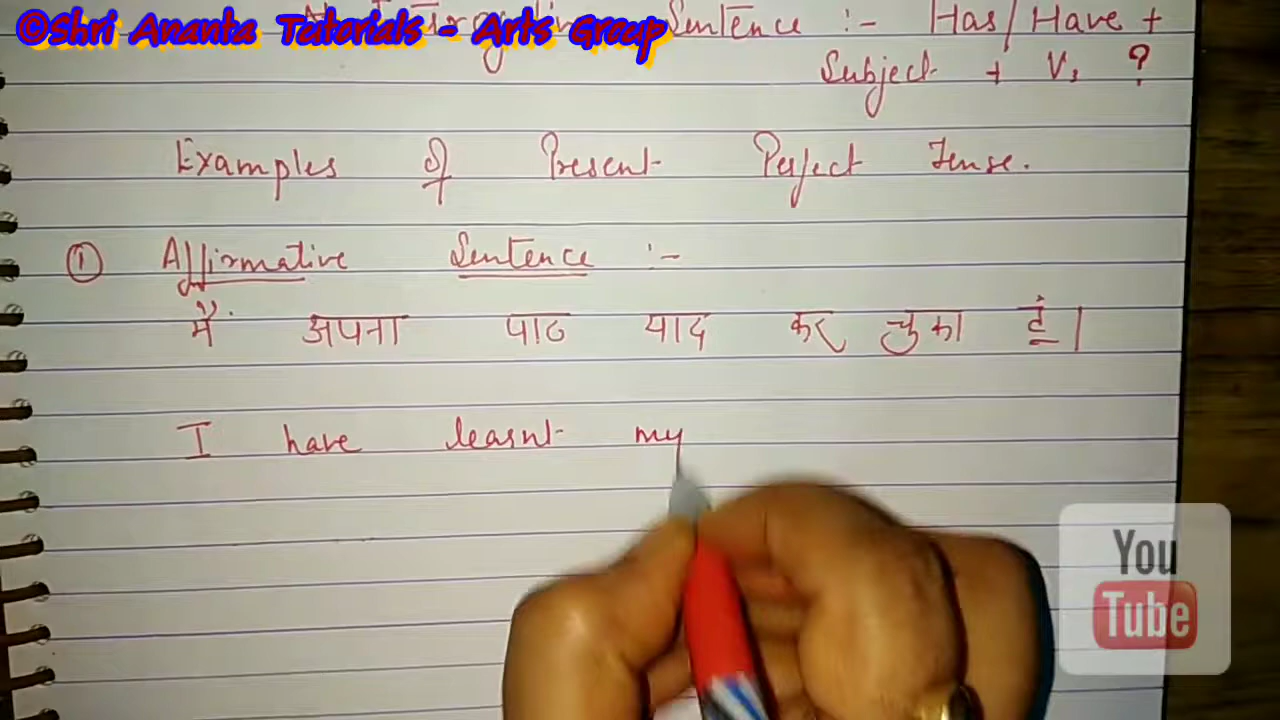 ©Shri Ananta Tutorials - Arts Group
Sentence :- Has/Have +
Subject + V3 ?
Examples of Present Perfect Tense.
① Affirmative Sentence :-
मैं अपना पाठ याद कर चुका हूं।
I have learnt my
You
Tube